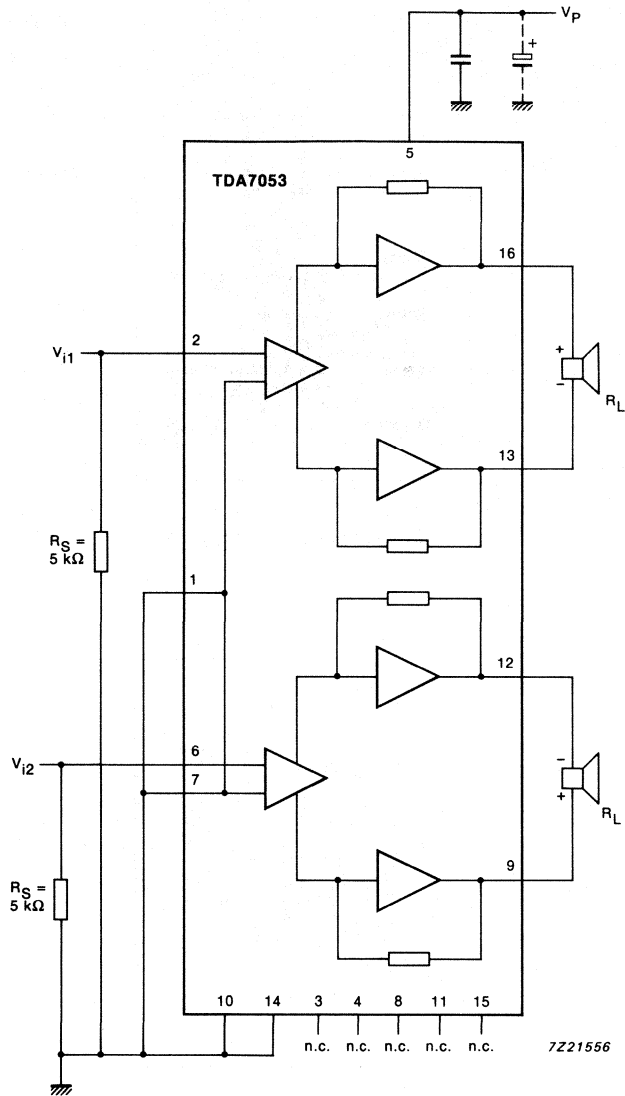 V_P
+
5
TDA7053
16
2
V_i1
+
−
R_L
13
R_S =
5 kΩ
1
12
6
V_i2
7
−
+
R_L
9
R_S =
5 kΩ
10 14 3 4 8 11 15
n.c. n.c. n.c. n.c. n.c.
7Z21556